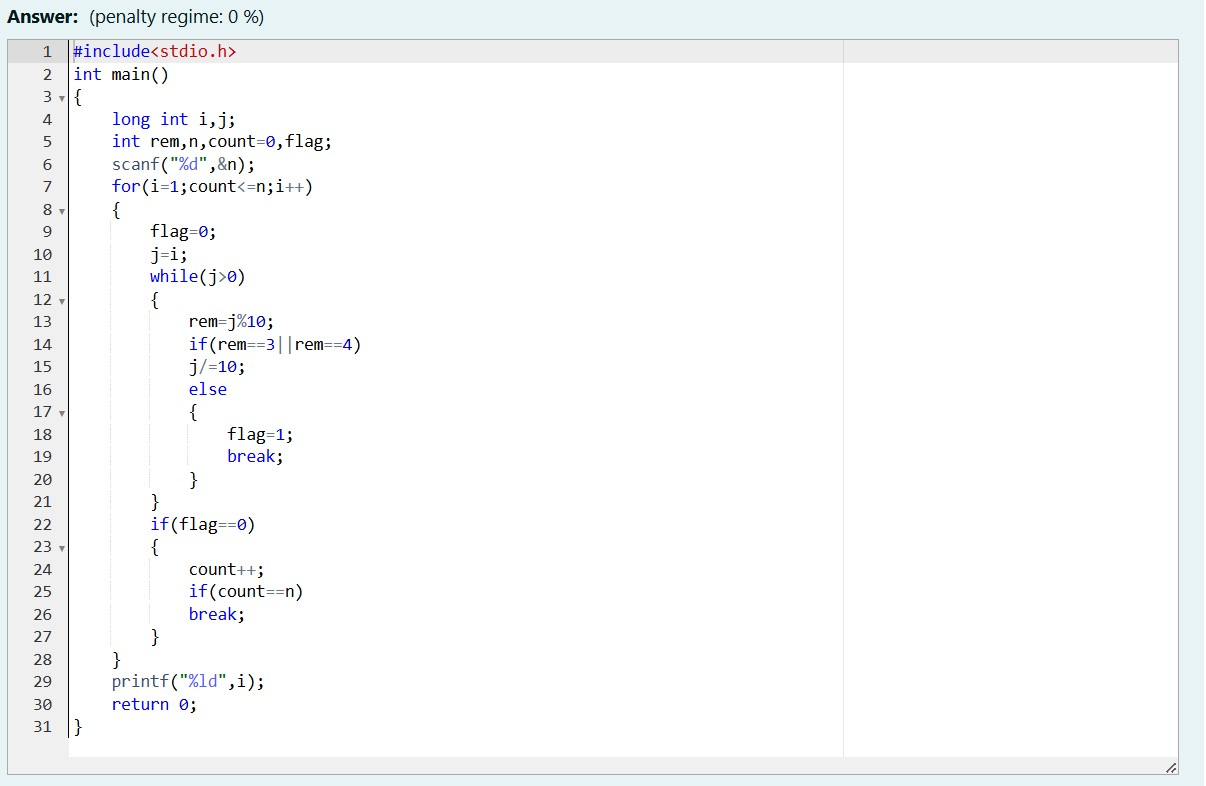 Answer: (penalty regime: 0 %)
1 #include<stdio.h>
2 int main()
3 {
4     long int i,j;
5     int rem,n,count=0,flag;
6     scanf("%d",&n);
7     for(i=1;count<=n;i++)
8     {
9         flag=0;
10         j=i;
11         while(j>0)
12         {
13             rem=j%10;
14             if(rem==3||rem==4)
15             j/=10;
16             else
17             {
18                 flag=1;
19                 break;
20             }
21         }
22         if(flag==0)
23         {
24             count++;
25             if(count==n)
26             break;
27         }
28     }
29     printf("%ld",i);
30     return 0;
31 }